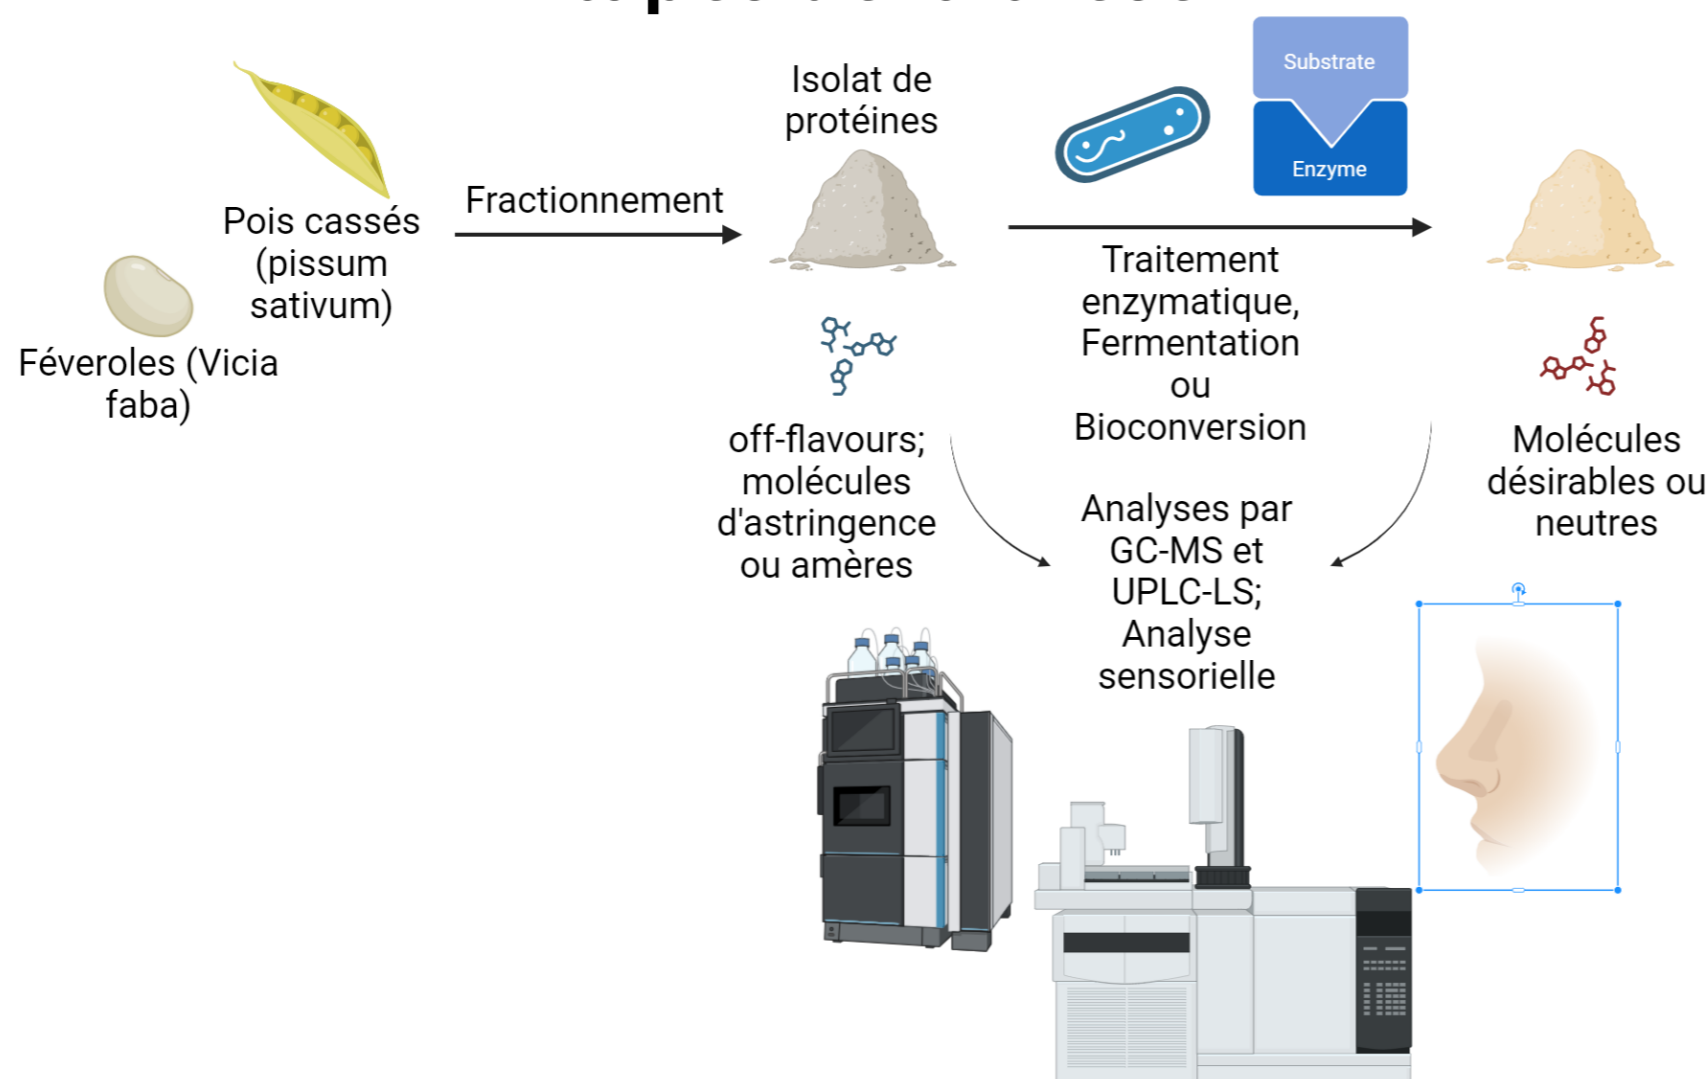 Pois cassés
(pissum
sativum)
Féveroles (Vicia
faba)
Fractionnement
Isolat de
protéines
off-flavours;
molécules
d'astringence
ou amères
Substrate
Enzyme
Traitement
enzymatique,
Fermentation
ou
Bioconversion
Analyses par
GC-MS et
UPLC-LS;
Analyse
sensorielle
Molécules
désirables ou
neutres